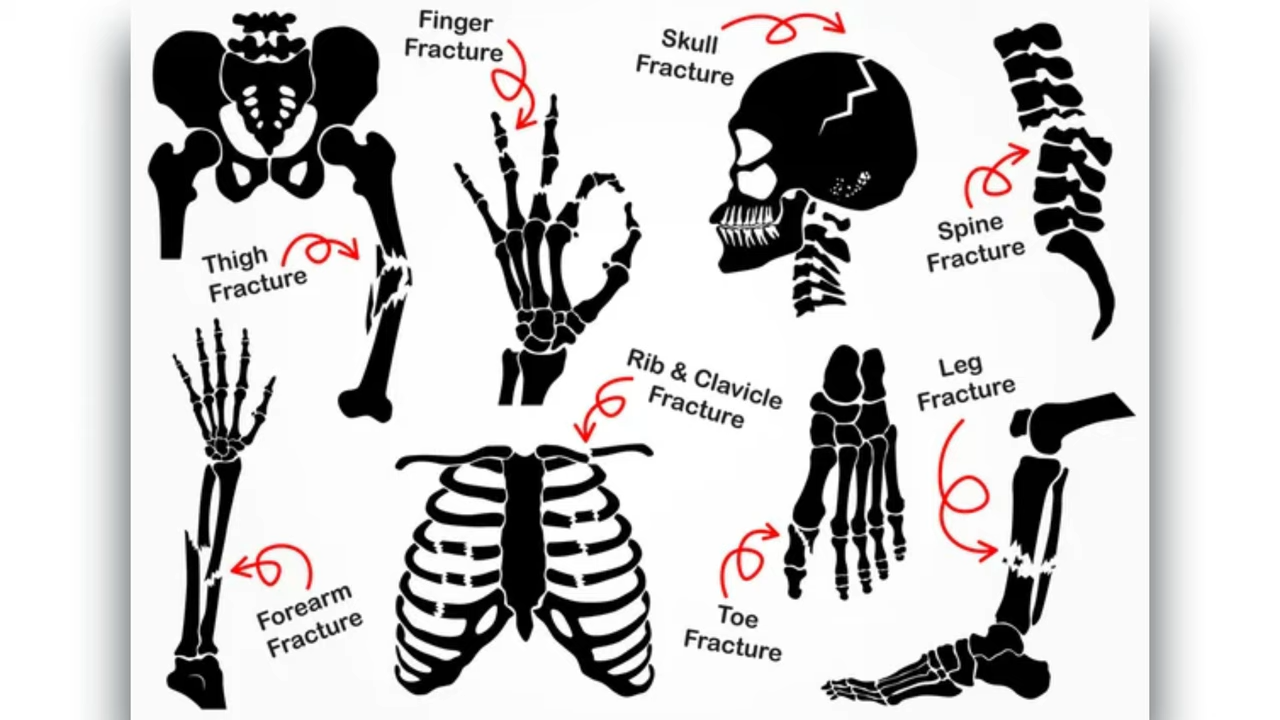 Finger
Fracture
Skull
Fracture
Spine
Fracture
Thigh
Fracture
Rib & Clavicle
Fracture
Leg
Fracture
Forearm
Fracture
Toe
Fracture